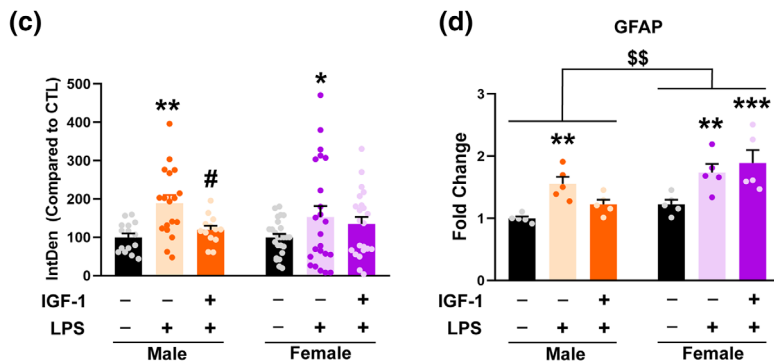 (c)
IntDen (Compared to CTL)
500
400
300
200
100
0
**
#
*
IGF-1 – – + – – +
LPS – + + – + +
Male Female
(d)
GFAP
$$
Fold Change
3
2
1
0
**
**
***
IGF-1 – – + – – +
LPS – + + – + +
Male Female